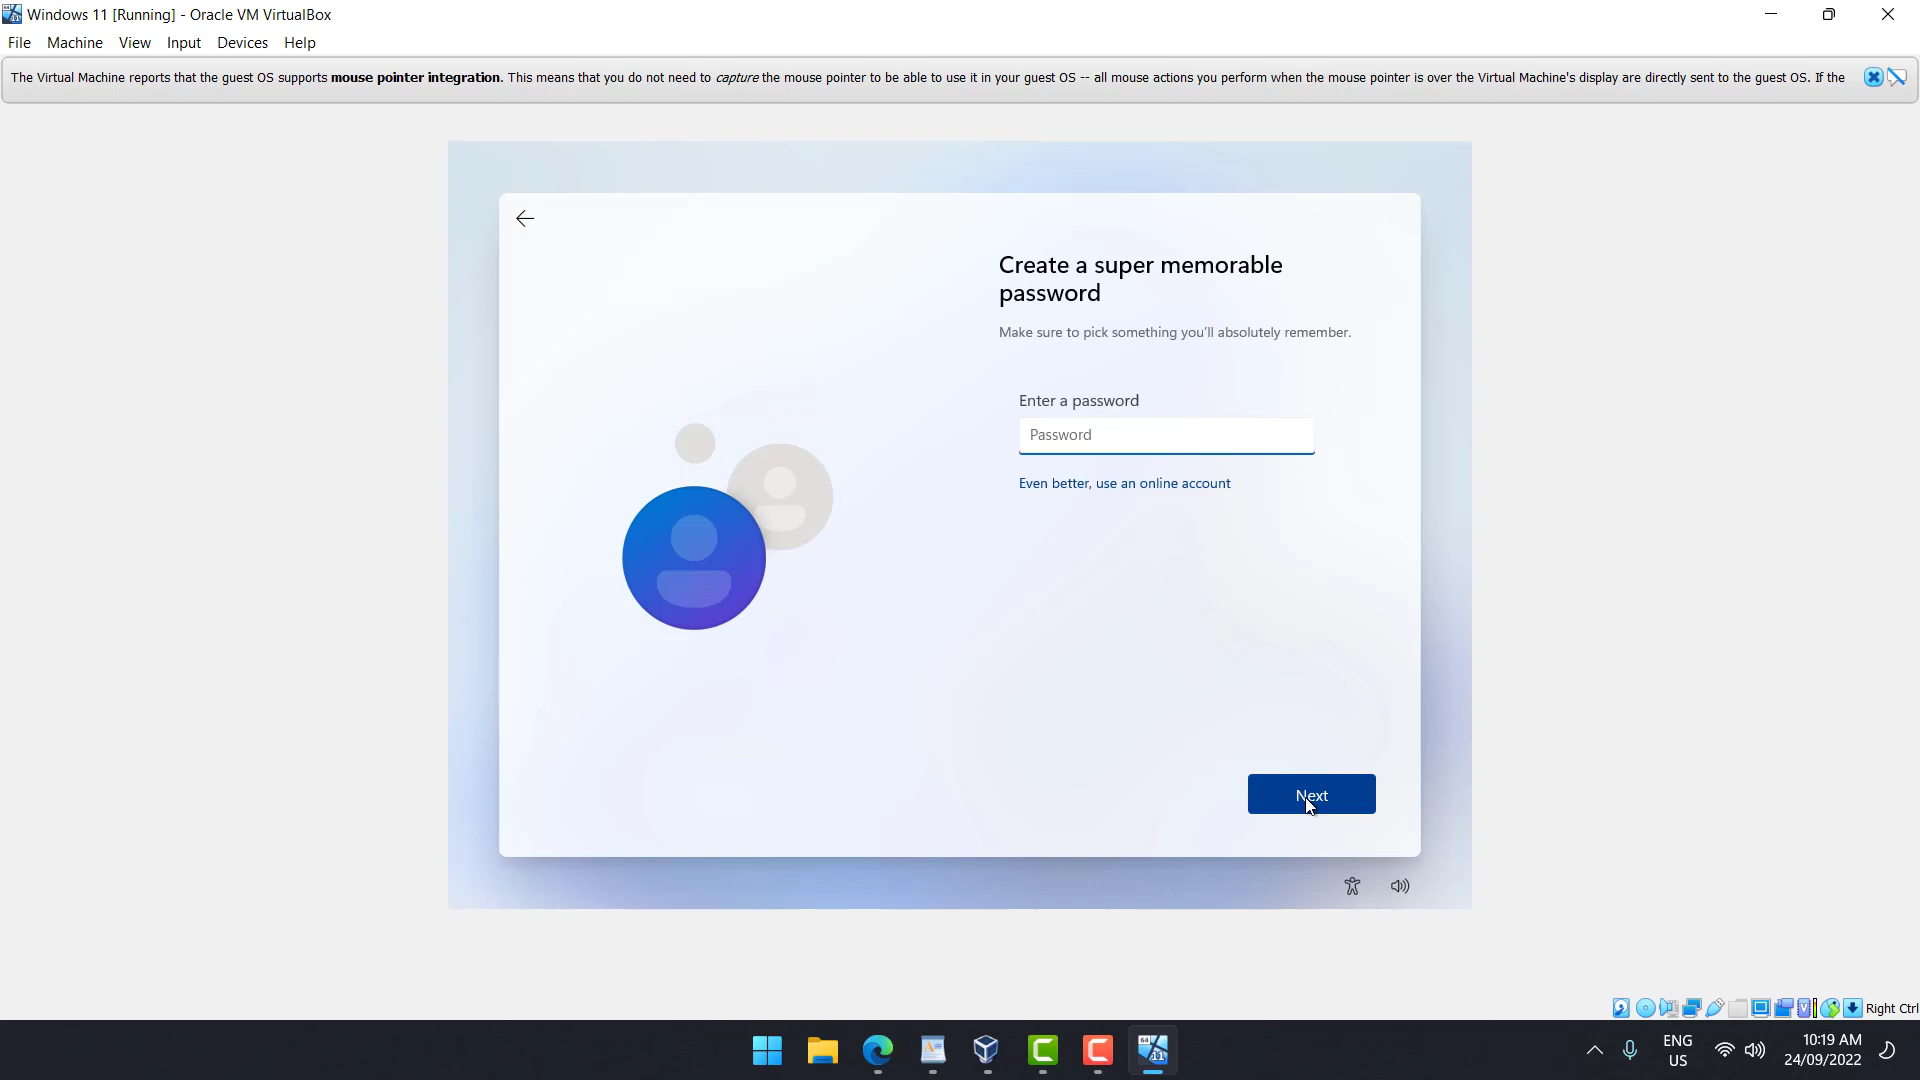 Windows 11 [Running] - Oracle VM VirtualBox
File Machine View Input Devices Help
The Virtual Machine reports that the guest OS supports mouse pointer integration. This means that you do not need to capture the mouse pointer to be able to use it in your guest OS -- all mouse actions you perform when the mouse pointer is over the Virtual Machine's display are directly sent to the guest OS. If the
Create a super memorable
password
Make sure to pick something you'll absolutely remember.
Enter a password
Password
Even better, use an online account
Next
Right Ctrl
ENG
US
10:19 AM
24/09/2022